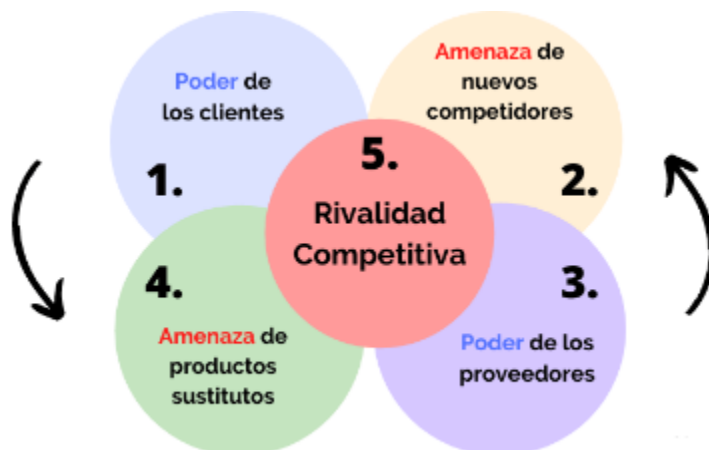 Poder de
los clientes
1.
Amenaza de
nuevos
competidores
2.
5.
Rivalidad
Competitiva
4.
Amenaza de
productos
sustitutos
3.
Poder de los
proveedores